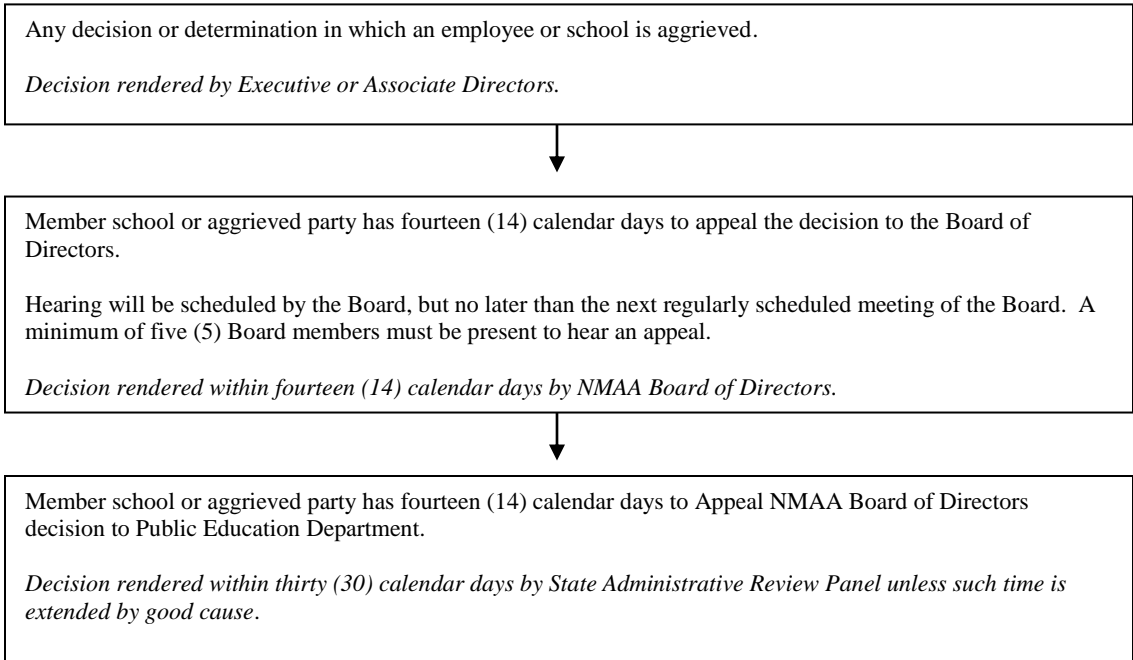 Any decision or determination in which an employee or school is aggrieved.
Decision rendered by Executive or Associate Directors.
Member school or aggrieved party has fourteen (14) calendar days to appeal the decision to the Board of
Directors.
Hearing will be scheduled by the Board, but no later than the next regularly scheduled meeting of the Board.  A
minimum of five (5) Board members must be present to hear an appeal.
Decision rendered within fourteen (14) calendar days by NMAA Board of Directors.
Member school or aggrieved party has fourteen (14) calendar days to Appeal NMAA Board of Directors
decision to Public Education Department.
Decision rendered within thirty (30) calendar days by State Administrative Review Panel unless such time is
extended by good cause.